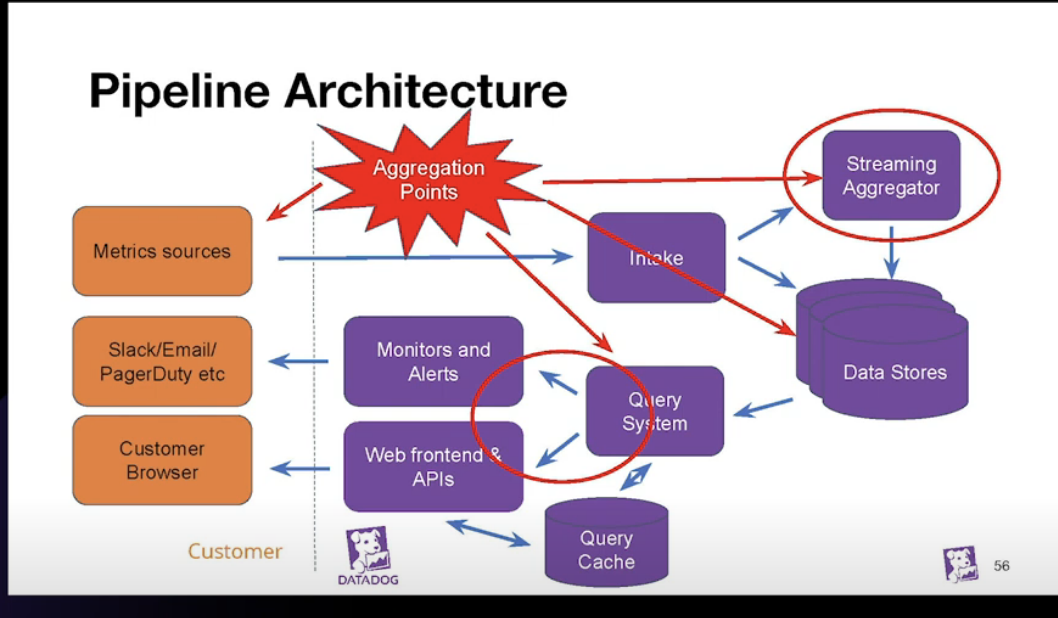 Pipeline Architecture
Aggregation
Points
Streaming
Aggregator
Metrics sources
Intake
Slack/Email/
PagerDuty etc
Monitors and
Alerts
Query
System
Data Stores
Customer
Browser
Web frontend &
APIs
Query
Cache
Customer
DATADOG
56